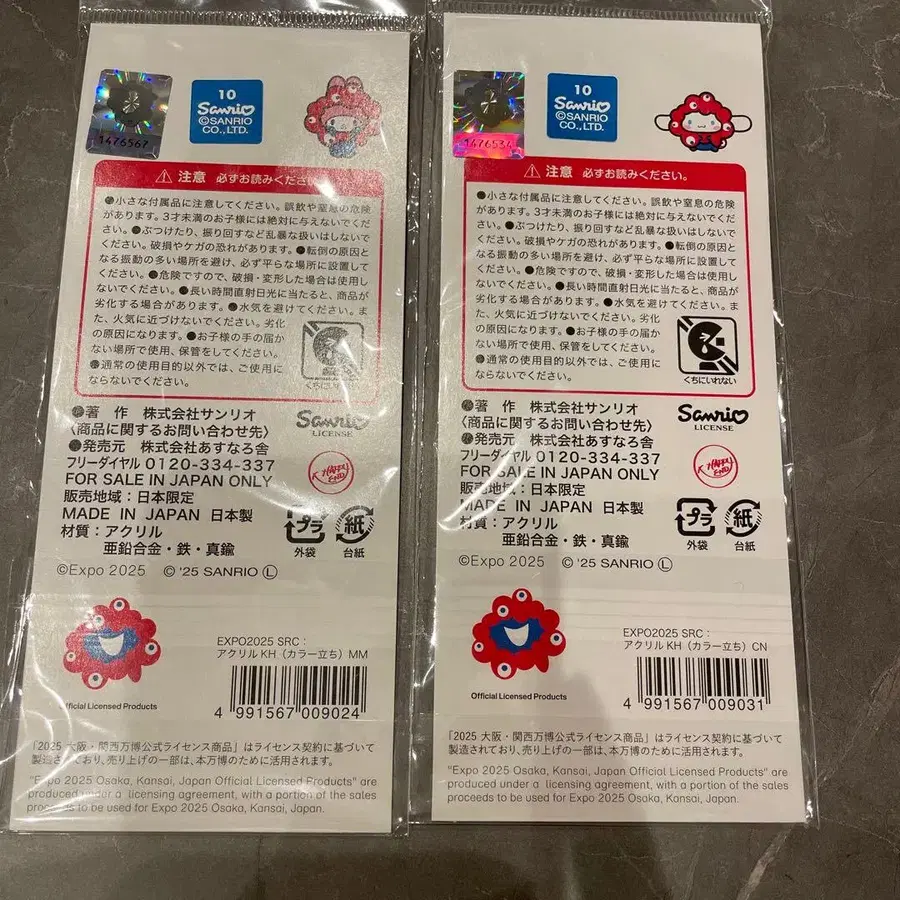 1476567
10
Sanrio
©SANRIO
CO.,LTD.
⚠ 注意 必ずお読みください。
●小さな付属品に注意してください。誤飲や窒息の危険
があります。3才未満のお子様には絶対に与えないでくだ
さい。●ぶつけたり、振り回すなど乱暴な扱いはしないで
ください。破損やケガの恐れがあります。●転倒の原因と
なる振動の多い場所を避け、必ず平らな場所に設置して
ください。●危険ですので、破損・変形した場合は使用し
ないでください。●長い時間直射日光に当たると、商品が
劣化する場合があります。●水気を避けてください。ま
た、火気に近づけないでください。劣化
の原因になります。●お子様の手の届か
ない場所で使用、保管をしてください。
●通常の使用目的以外では、ご使用に
ならないでください。
くちにいれない
●著 作 株式会社サンリオ
〈商品に関するお問い合わせ先〉
●発売元 株式会社あすなろ舎
フリーダイヤル 0120-334-337
FOR SALE IN JAPAN ONLY
販売地域：日本限定
MADE IN JAPAN 日本製
材質：アクリル
亜鉛合金・鉄・真鍮
Sanrio
LICENSE
プラ
外袋
紙
台紙
©Expo 2025 © '25 SANRIO Ⓛ
EXPO2025 SRC：
アクリルKH（カラー立ち）MM
Official Licensed Products
4 991567 009024
「2025 大阪・関西万博公式ライセンス商品」はライセンス契約に基づいて
製造されており、売り上げの一部は、本万博のために活用されます。
"Expo 2025 Osaka, Kansai, Japan Official Licensed Products" are
produced under a licensing agreement, with a portion of the sales
proceeds to be used for Expo 2025 Osaka, Kansai, Japan.
1476534
10
Sanrio
©SANRIO
CO.,LTD.
⚠ 注意 必ずお読みください。
●小さな付属品に注意してください。誤飲や窒息の危険
があります。3才未満のお子様には絶対に与えないでくだ
さい。●ぶつけたり、振り回すなど乱暴な扱いはしないで
ください。破損やケガの恐れがあります。●転倒の原因と
なる振動の多い場所を避け、必ず平らな場所に設置して
ください。●危険ですので、破損・変形した場合は使用し
ないでください。●長い時間直射日光に当たると、商品が
劣化する場合があります。●水気を避けてください。ま
た、火気に近づけないでください。劣化
の原因になります。●お子様の手の届か
ない場所で使用、保管をしてください。
●通常の使用目的以外では、ご使用に
ならないでください。
くちにいれない
●著 作 株式会社サンリオ
〈商品に関するお問い合わせ先〉
●発売元 株式会社あすなろ舎
フリーダイヤル 0120-334-337
FOR SALE IN JAPAN ONLY
販売地域：日本限定
MADE IN JAPAN 日本製
材質：アクリル
亜鉛合金・鉄・真鍮
Sanrio
LICENSE
プラ
外袋
紙
台紙
©Expo 2025 © '25 SANRIO Ⓛ
EXPO2025 SRC：
アクリルKH（カラー立ち）CN
Official Licensed Products
4 991567 009031
「2025 大阪・関西万博公式ライセンス商品」はライセンス契約に基づいて
製造されており、売り上げの一部は、本万博のために活用されます。
"Expo 2025 Osaka, Kansai, Japan Official Licensed Products" are
produced under a licensing agreement, with a portion of the sales
proceeds to be used for Expo 2025 Osaka, Kansai, Japan.